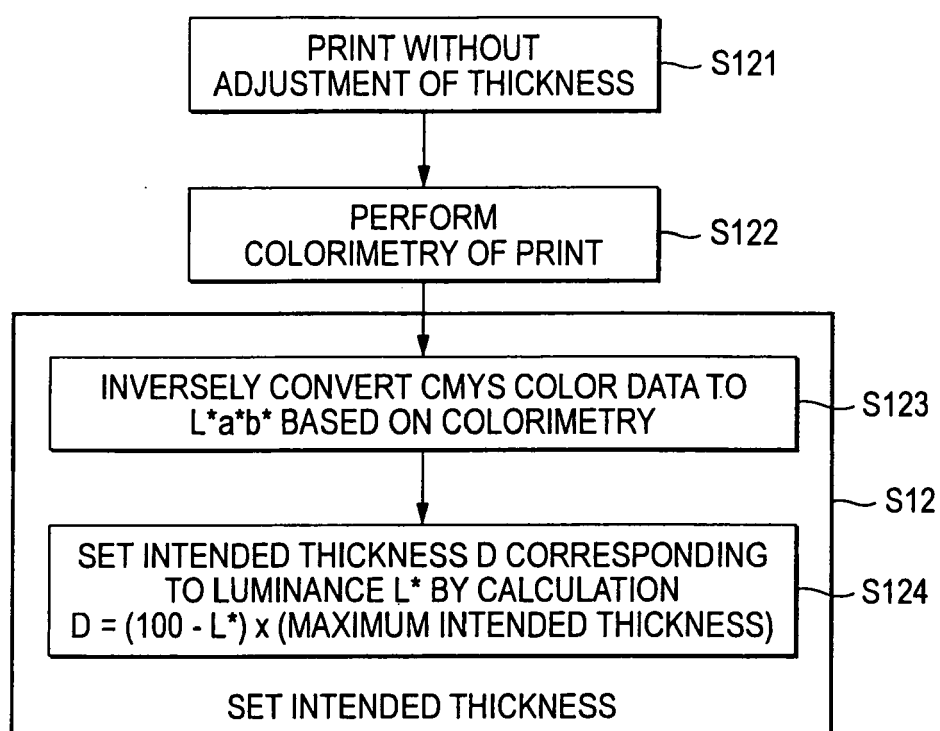 PRINT WITHOUT
ADJUSTMENT OF THICKNESS
S121
PERFORM
COLORIMETRY OF PRINT
S122
INVERSELY CONVERT CMYS COLOR DATA TO
L*a*b* BASED ON COLORIMETRY
S123
S12
SET INTENDED THICKNESS D CORRESPONDING
TO LUMINANCE L* BY CALCULATION
D = (100 - L*) x (MAXIMUM INTENDED THICKNESS)
S124
SET INTENDED THICKNESS